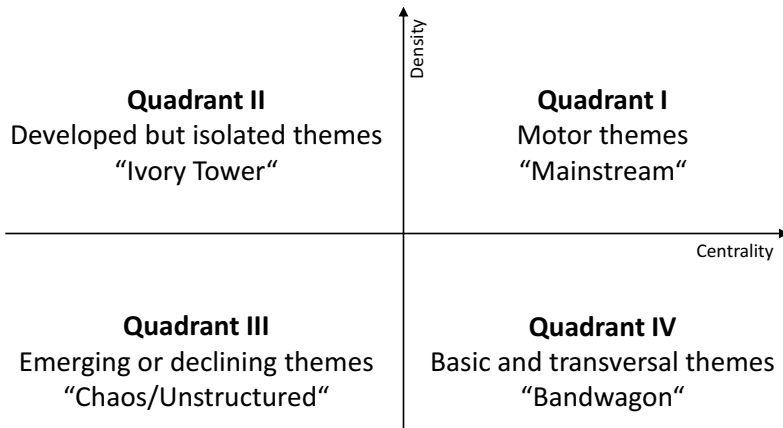 Density
Quadrant II
Developed but isolated themes
“Ivory Tower“
Quadrant I
Motor themes
“Mainstream“
Centrality
Quadrant III
Emerging or declining themes
“Chaos/Unstructured“
Quadrant IV
Basic and transversal themes
“Bandwagon“